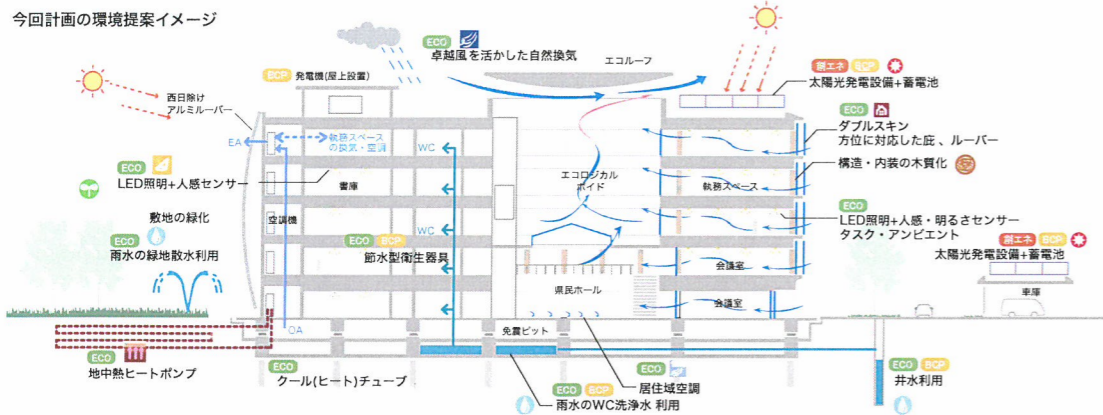 今回計画の環境提案イメージ
ECO
卓越風を活かした自然換気
エコルーフ
BCP 発電機(屋上設置)
創エネ BCP
太陽光発電設備+蓄電池
西日除け
アルミルーバー
ECO
ダブルスキン
方位に対応した庇、ルーバー
EA
執務スペース
の換気・空調
WC
構造・内装の木質化
ECO
LED照明+人感センサー
書庫
エコロジカル
ボイド
執務スペース
ECO
LED照明+人感・明るさセンサー
タスク・アンビエント
敷地の緑化
空調機
WC
ECO
雨水の緑地散水利用
ECO BCP
節水型衛生器具
創エネ BCP
太陽光発電設備+蓄電池
会議室
県民ホール
会議室
車庫
OA
免震ピット
ECO
地中熱ヒートポンプ
ECO
クール(ヒート)チューブ
ECO
居住域空調
ECO BCP
雨水のWC洗浄水 利用
ECO BCP
井水利用